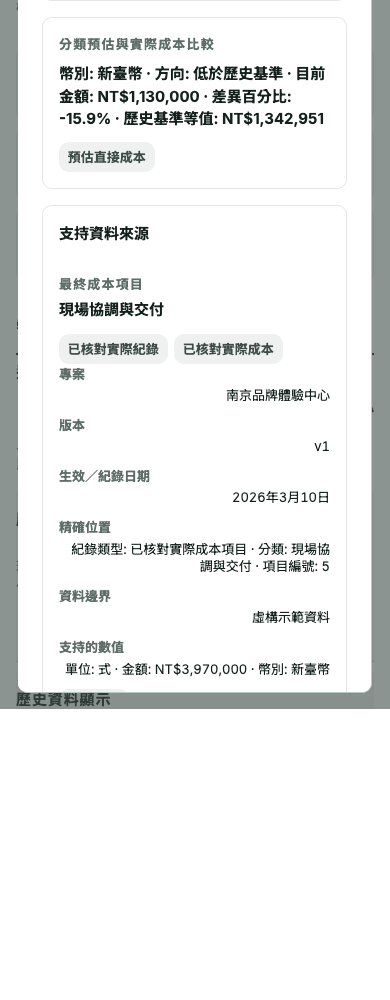 分類預估與實際成本比較
幣別: 新臺幣 · 方向: 低於歷史基準 · 目前
金額: NT$1,130,000 · 差異百分比:
-15.9% · 歷史基準等值: NT$1,342,951
預估直接成本
支持資料來源
最終成本項目
現場協調與交付
已核對實際紀錄 已核對實際成本
專案
南京品牌體驗中心
版本
v1
生效／紀錄日期
2026年3月10日
精確位置
紀錄類型: 已核對實際成本項目 · 分類: 現場協
調與交付 · 項目編號: 5
資料邊界
虛構示範資料
支持的數值
單位: 式 · 金額: NT$3,970,000 · 幣別: 新臺幣
歷史資料顯示